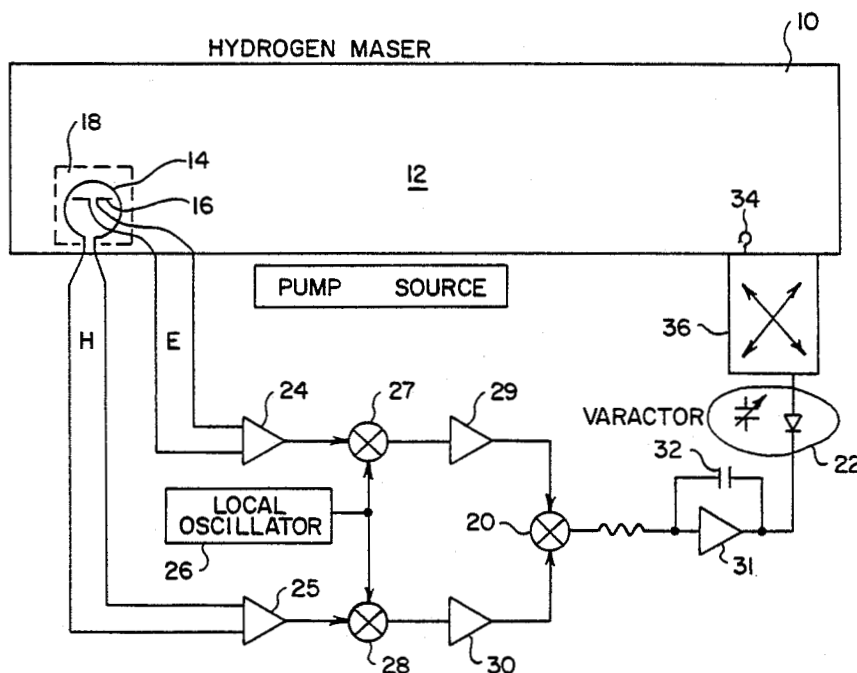 HYDROGEN MASER
10
18
14
16
12
34
PUMP SOURCE
36
H
E
24
27
29
VARACTOR
32
22
LOCAL
OSCILLATOR
26
20
31
25
28
30